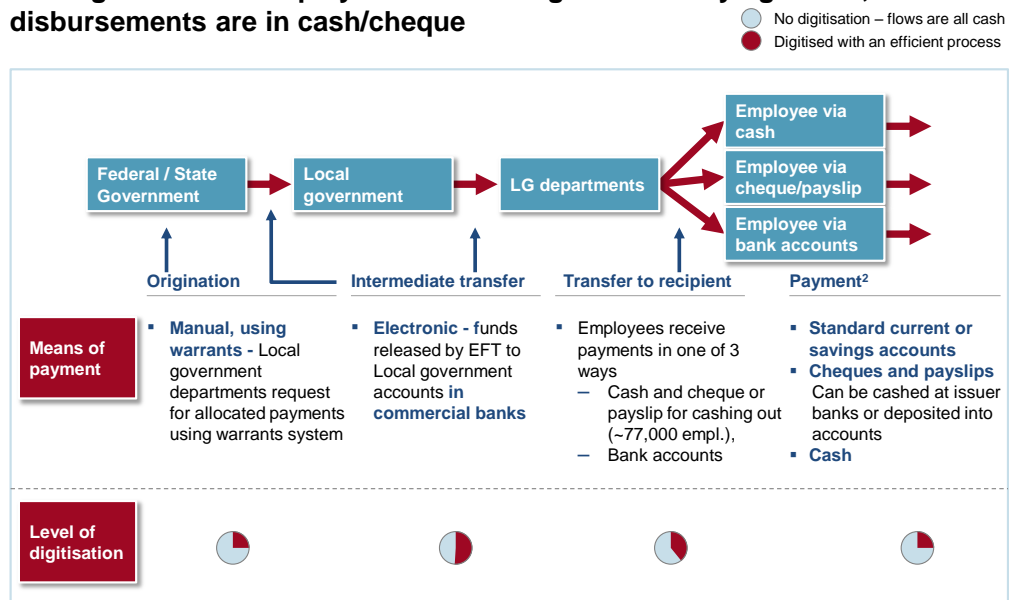 disbursements are in cash/cheque
No digitisation – flows are all cash
Digitised with an efficient process
Employee via
cash
Federal / State
Government
Local
government
LG departments
Employee via
cheque/payslip
Employee via
bank accounts
Origination
Intermediate transfer
Transfer to recipient
Payment²
Means of
payment
▪ Manual, using
warrants - Local
government
departments request
for allocated payments
using warrants system
▪ Electronic - funds
released by EFT to
Local government
accounts in
commercial banks
▪ Employees receive
payments in one of 3
ways
– Cash and cheque or
payslip for cashing out
(~77,000 empl.),
– Bank accounts
▪ Standard current or
savings accounts
▪ Cheques and payslips
Can be cashed at issuer
banks or deposited into
accounts
▪ Cash
Level of
digitisation